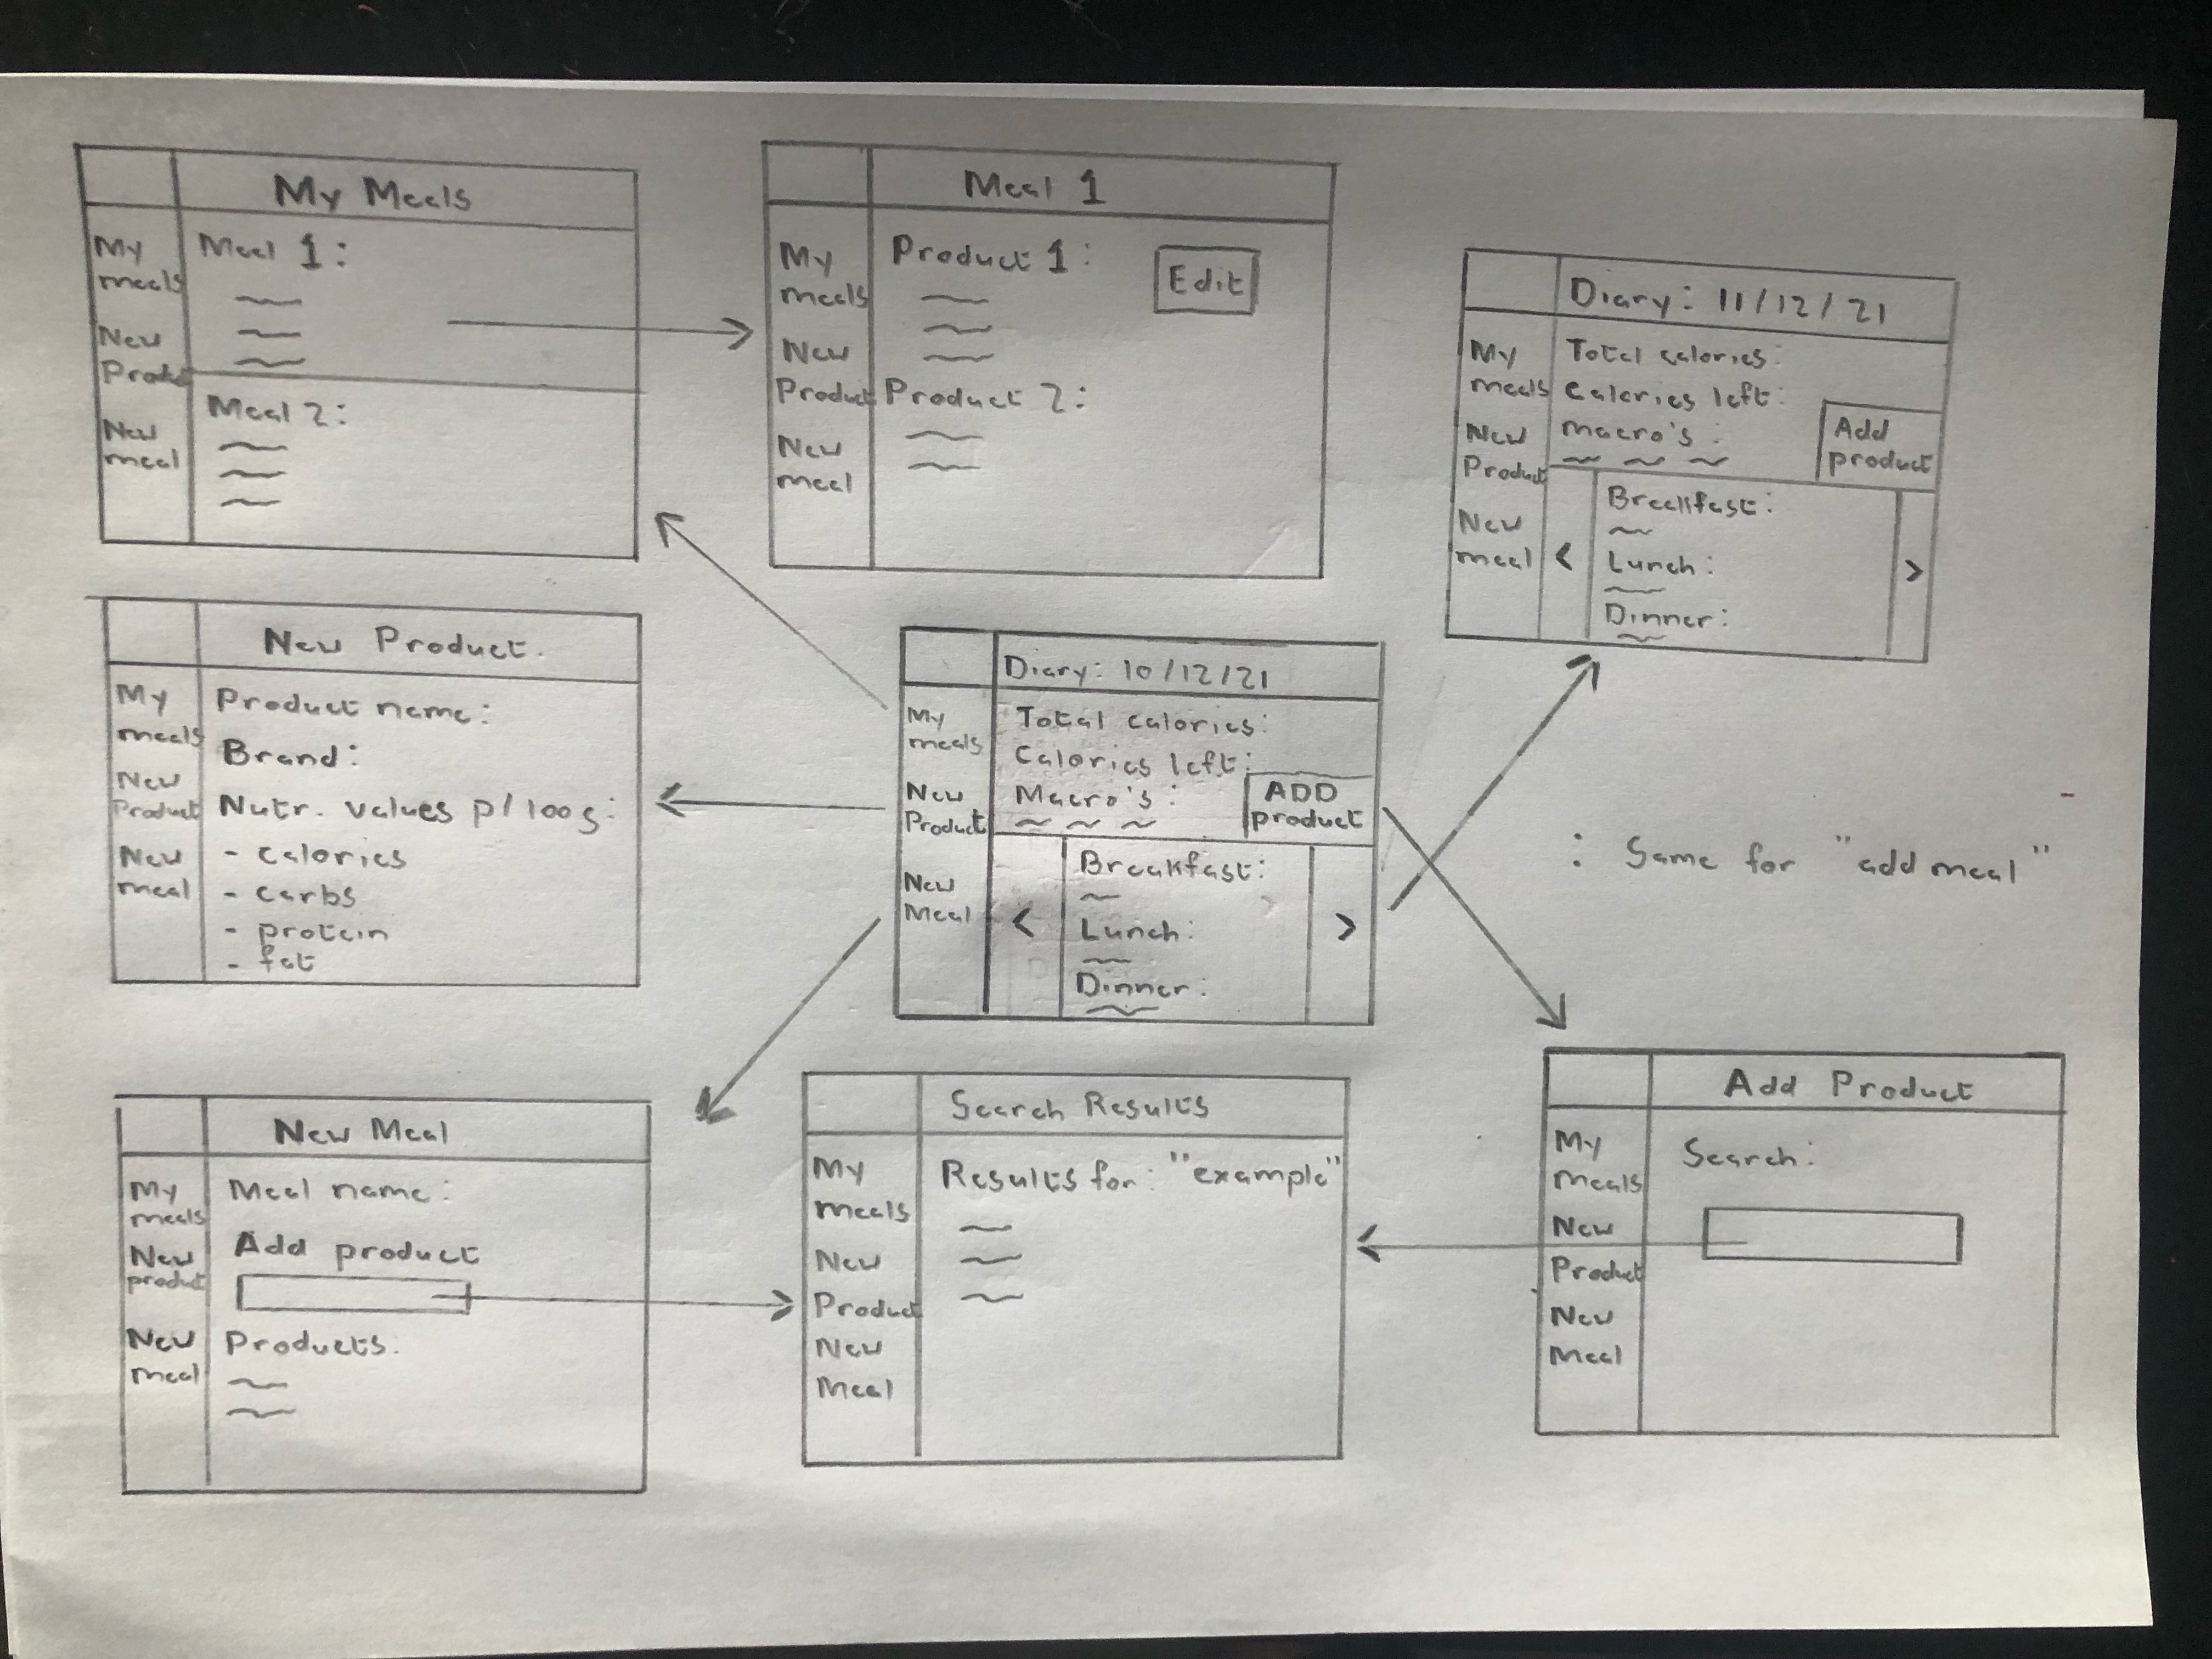 My Meals
My
meals
New
Product
New
meal
Meal 1:
Meal 2:
Meal 1
My
meals
New
Product
New
meal
Product 1:
Edit
Product 2:
Diary: 11/12/21
My
meals
New
Product
New
meal
Total calories:
Calories left:
Macro's:
Add
product
<
Breakfast:
Lunch:
Dinner:
>
New Product.
My
meals
New
Product
New
meal
Product name:
Brand:
Nutr. values p/100g:
- calories
- carbs
- protein
- fat
Diary: 10/12/21
My
meals
New
Product
New
Meal
Total calories:
Calories left:
Macro's:
ADD
product
<
Breakfast:
Lunch:
Dinner:
>
: Same for "add meal"
New Meal
My
meals
New
product
New
meal
Meal name:
Add product
Products:
Search Results
My
meals
New
Product
New
Meal
Results for: "example"
Add Product
My
meals
New
Product
New
Meal
Search: